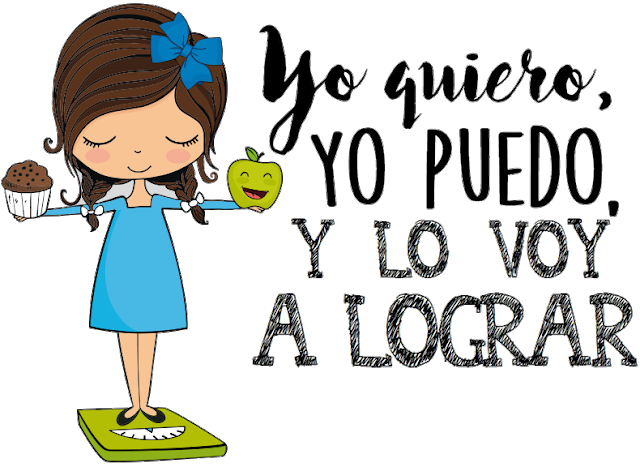 Yo quiero,
YO PUEDO,
Y LO VOY
A LOGRAR